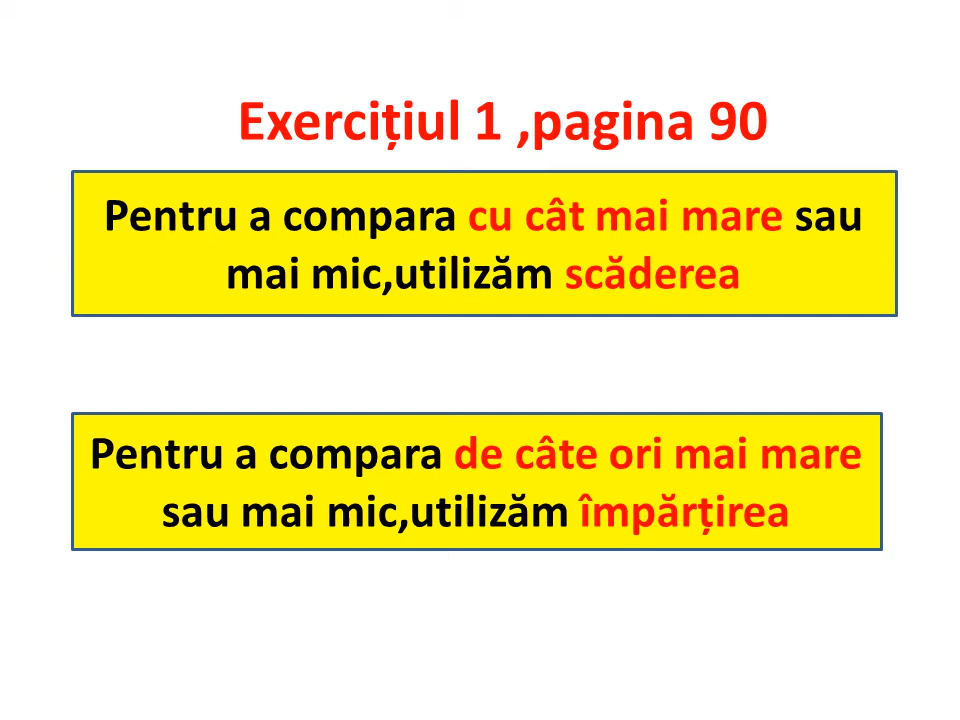 Exercițiul 1 ,pagina 90
Pentru a compara cu cât mai mare sau
mai mic,utilizăm scăderea
Pentru a compara de câte ori mai mare
sau mai mic,utilizăm împărțirea